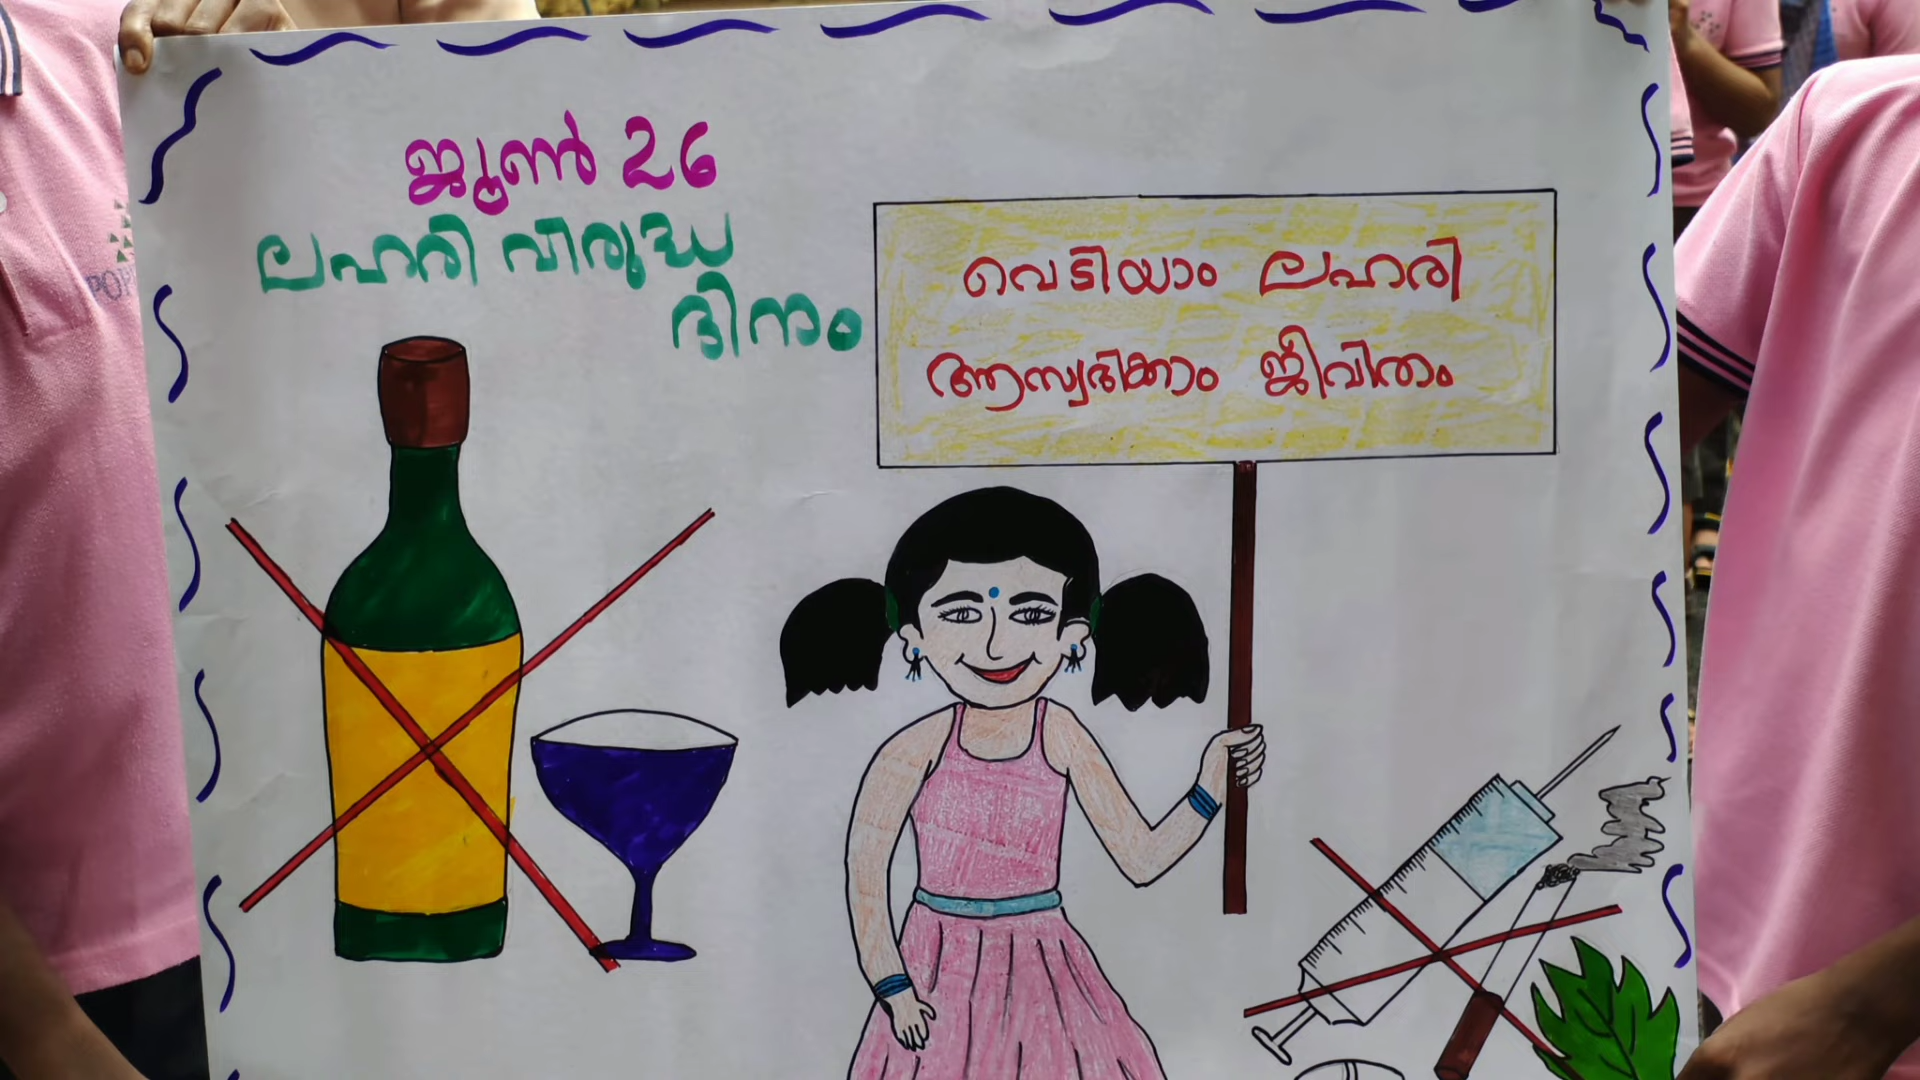 ജൂൺ 26
ലഹരി വിരുദ്ധ
ദിനം
വെടിയാം ലഹരി
ആസ്വദിക്കാം ജീവിതം